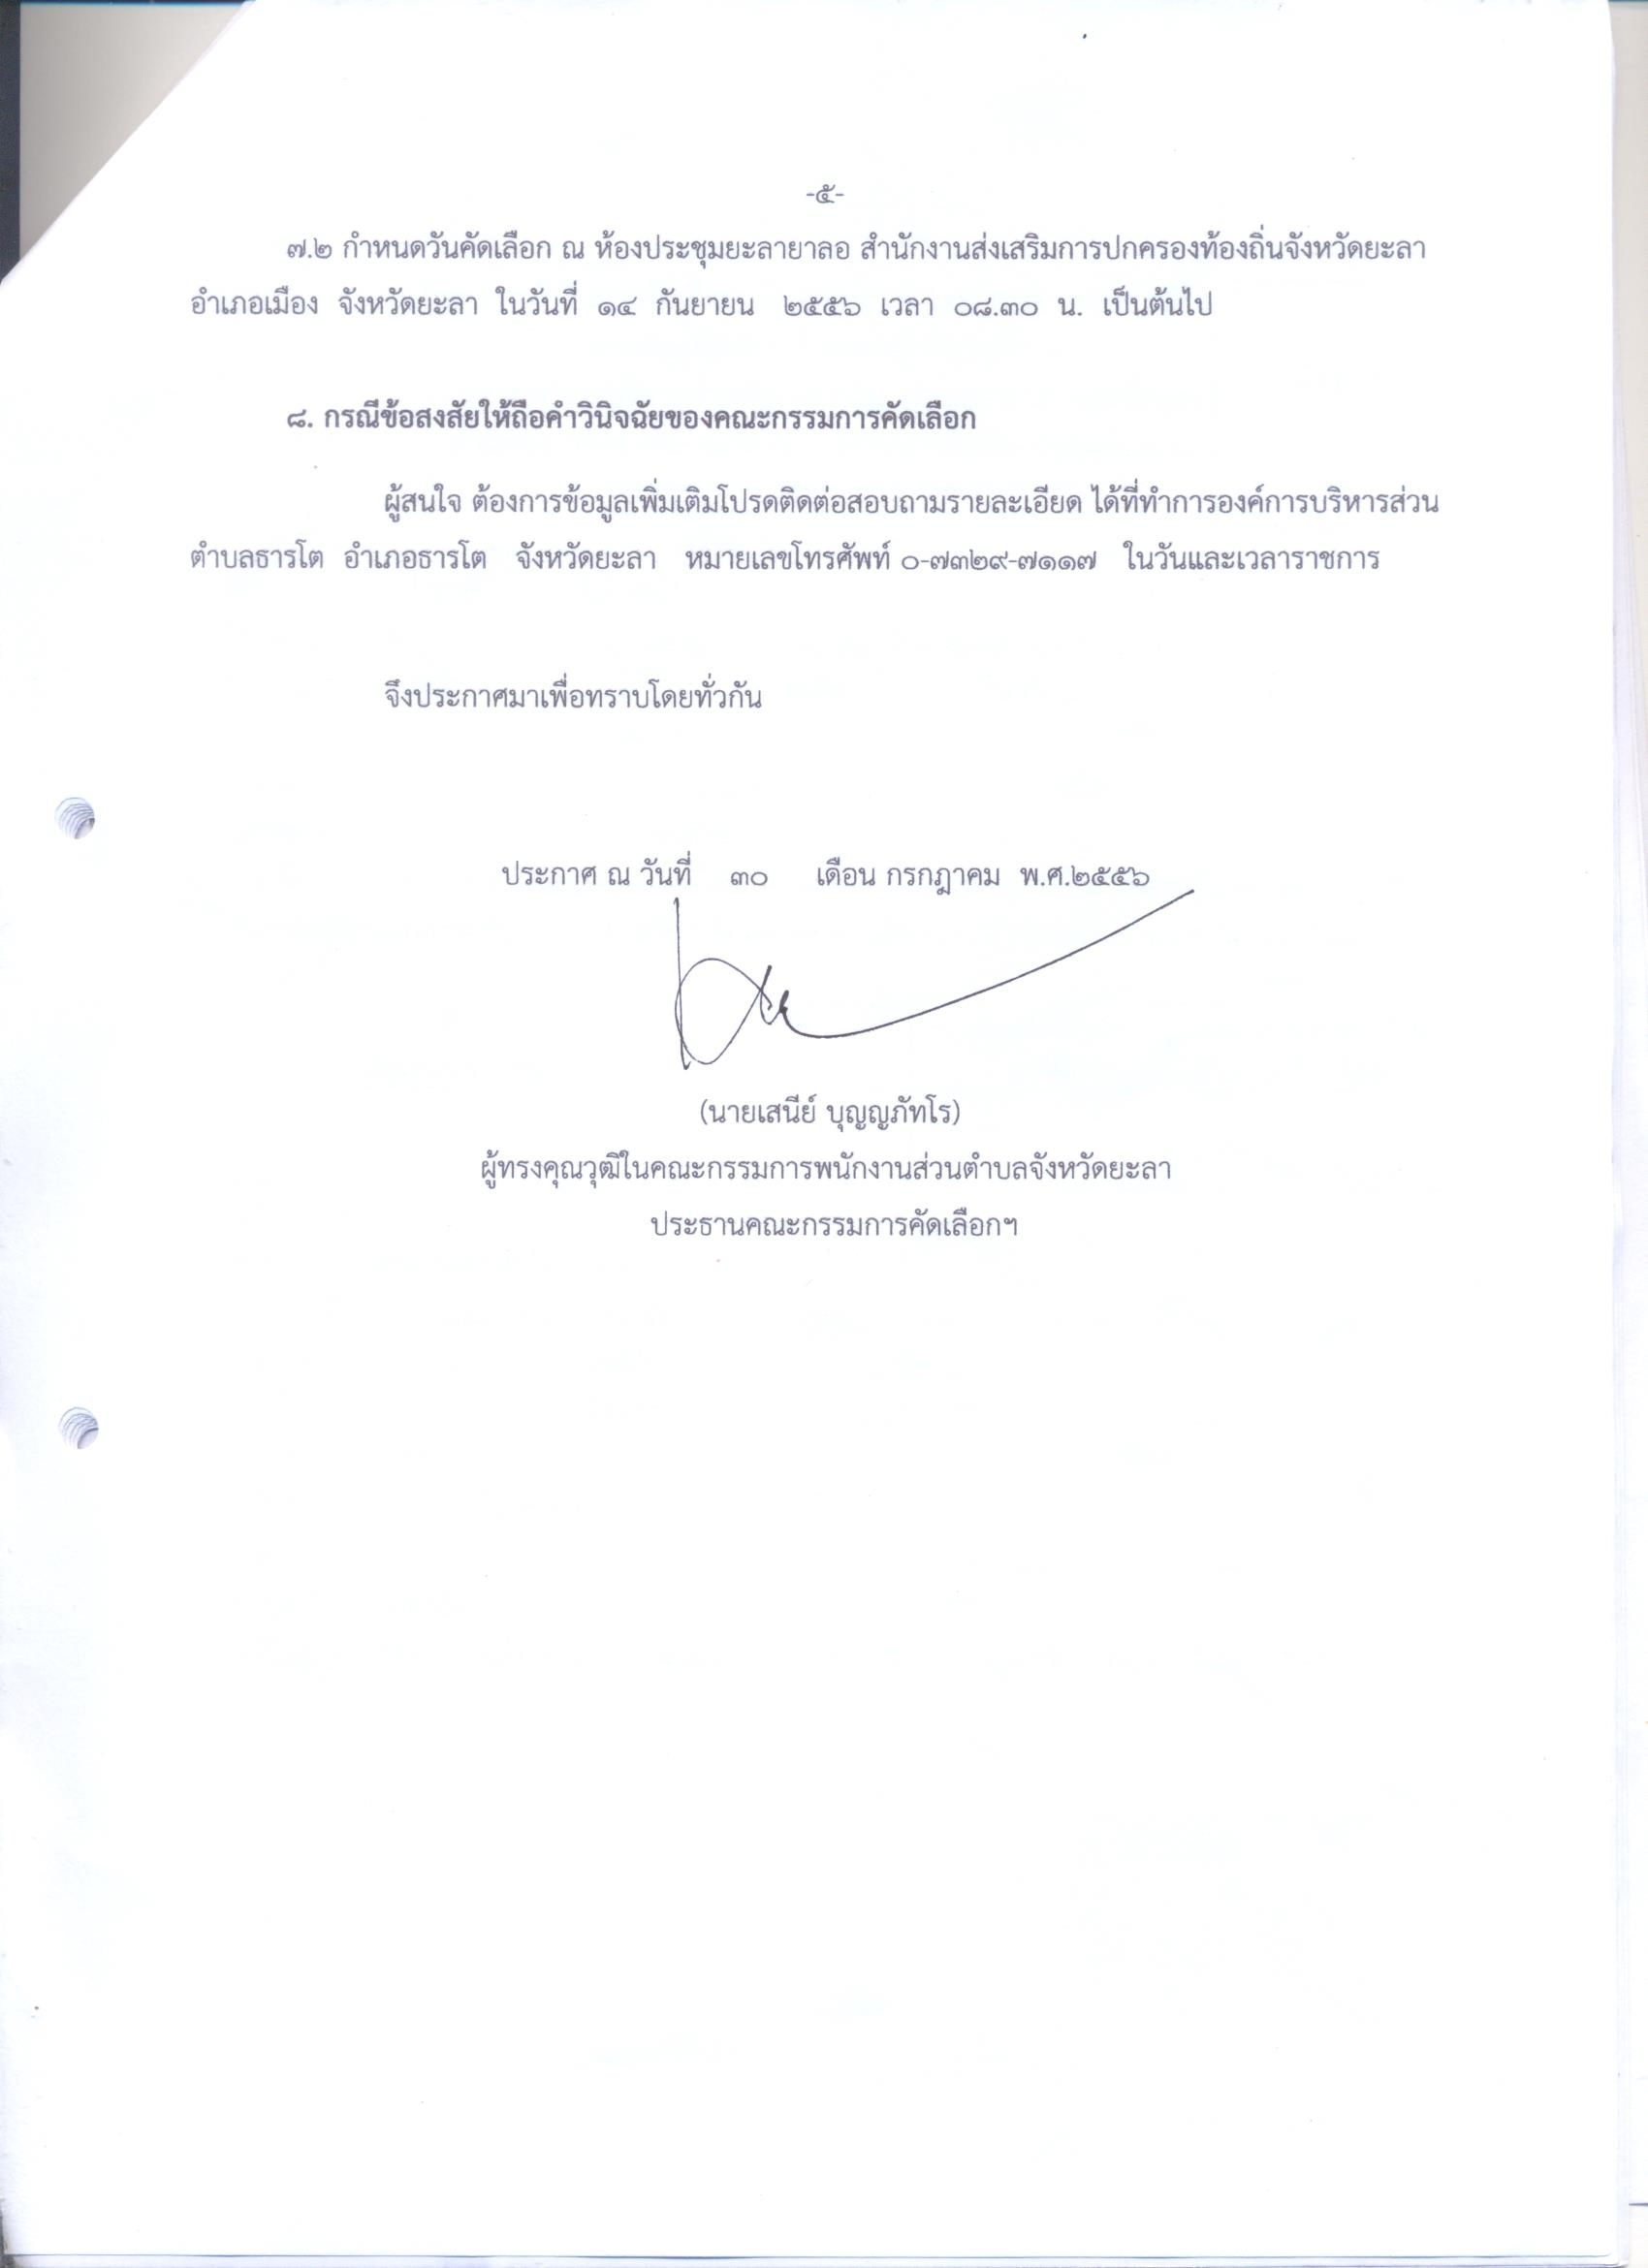 -๕-
๗.๒ กำหนดวันคัดเลือก ณ ห้องประชุมยะลายาลอ สำนักงานส่งเสริมการปกครองท้องถิ่นจังหวัดยะลา
อำเภอเมือง จังหวัดยะลา ในวันที่ ๑๔ กันยายน ๒๕๕๖ เวลา ๐๘.๓๐ น. เป็นต้นไป
๘. กรณีข้อสงสัยให้ถือคำวินิจฉัยของคณะกรรมการคัดเลือก
ผู้สนใจ ต้องการข้อมูลเพิ่มเติมโปรดติดต่อสอบถามรายละเอียด ได้ที่ทำการองค์การบริหารส่วน
ตำบลธารโต อำเภอธารโต จังหวัดยะลา หมายเลขโทรศัพท์ ๐-๗๓๒๙-๗๑๑๗ ในวันและเวลาราชการ
จึงประกาศมาเพื่อทราบโดยทั่วกัน
ประกาศ ณ วันที่ ๓๐ เดือน กรกฎาคม พ.ศ.๒๕๕๖
(นายเสนีย์ บุญญภัทโร)
ผู้ทรงคุณวุฒิในคณะกรรมการพนักงานส่วนตำบลจังหวัดยะลา
ประธานคณะกรรมการคัดเลือกฯ